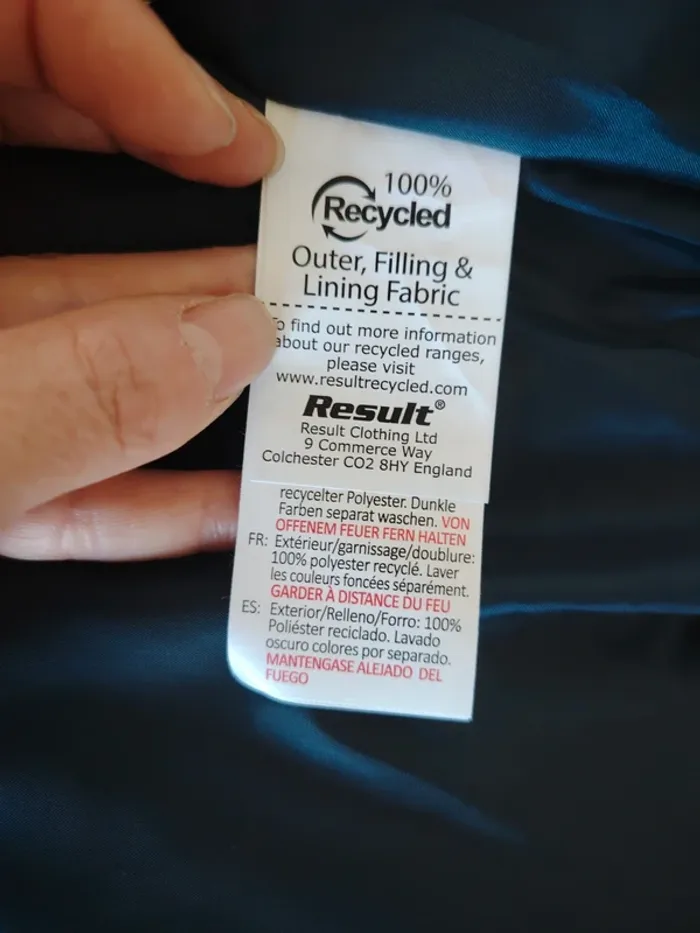 100%
Recycled
Outer, Filling &
Lining Fabric
To find out more information
about our recycled ranges,
please visit
www.resultrecycled.com
Result®
Result Clothing Ltd
9 Commerce Way
Colchester CO2 8HY England
recycelter Polyester. Dunkle
Farben separat waschen. VON
OFFENEM FEUER FERN HALTEN
FR: Extérieur/garnissage/doublure:
100% polyester recyclé. Laver
les couleurs foncées séparément.
GARDER À DISTANCE DU FEU
ES: Exterior/Relleno/Forro: 100%
Poliéster reciclado. Lavado
oscuro colores por separado.
MANTENGASE ALEJADO DEL
FUEGO